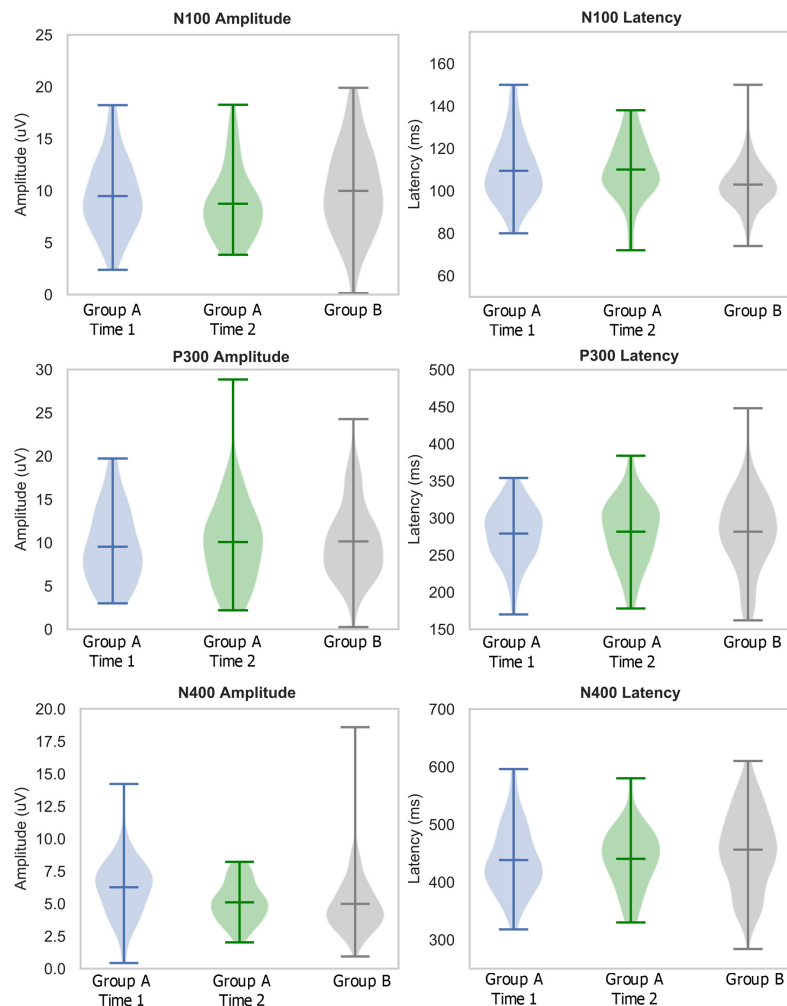 N100 Amplitude
Amplitude (uV)
25
20
15
10
5
0
Group A
Time 1
Group A
Time 2
Group B
N100 Latency
Latency (ms)
160
140
120
100
80
60
Group A
Time 1
Group A
Time 2
Group B
P300 Amplitude
Amplitude (uV)
30
25
20
15
10
5
0
Group A
Time 1
Group A
Time 2
Group B
P300 Latency
Latency (ms)
500
450
400
350
300
250
200
150
Group A
Time 1
Group A
Time 2
Group B
N400 Amplitude
Amplitude (uV)
20.0
17.5
15.0
12.5
10.0
7.5
5.0
2.5
0.0
Group A
Time 1
Group A
Time 2
Group B
N400 Latency
Latency (ms)
700
600
500
400
300
Group A
Time 1
Group A
Time 2
Group B